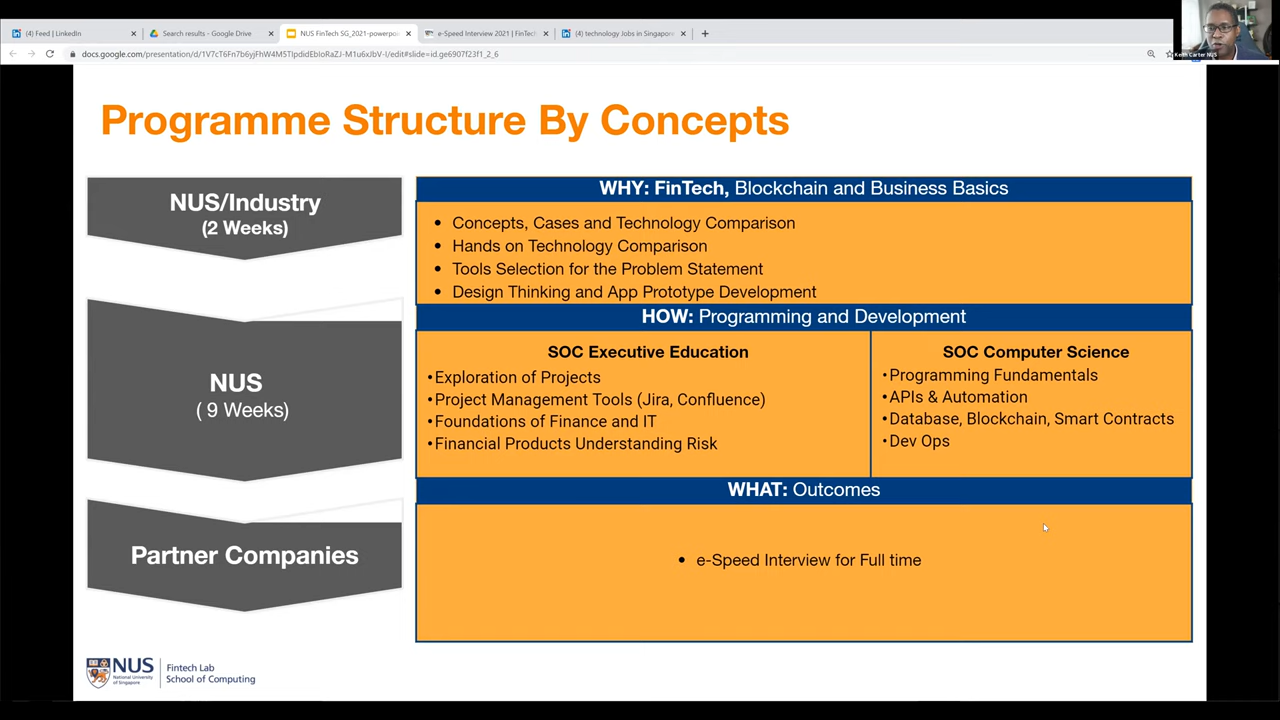 (4) Feed | LinkedIn
Search results - Google Drive
NUS FinTech SG_2021-powerpoi
e-Speed Interview 2021 | FinTech
(4) technology Jobs in Singapore
Keith Carter NUS
Programme Structure By Concepts
NUS/Industry
(2 Weeks)
WHY: FinTech, Blockchain and Business Basics
• Concepts, Cases and Technology Comparison
• Hands on Technology Comparison
• Tools Selection for the Problem Statement
• Design Thinking and App Prototype Development
NUS
( 9 Weeks)
HOW: Programming and Development
SOC Executive Education
•Exploration of Projects
•Project Management Tools (Jira, Confluence)
•Foundations of Finance and IT
•Financial Products Understanding Risk
SOC Computer Science
•Programming Fundamentals
•APIs & Automation
•Database, Blockchain, Smart Contracts
•Dev Ops
Partner Companies
WHAT: Outcomes
• e-Speed Interview for Full time
NUS
National University
of Singapore
Fintech Lab
School of Computing